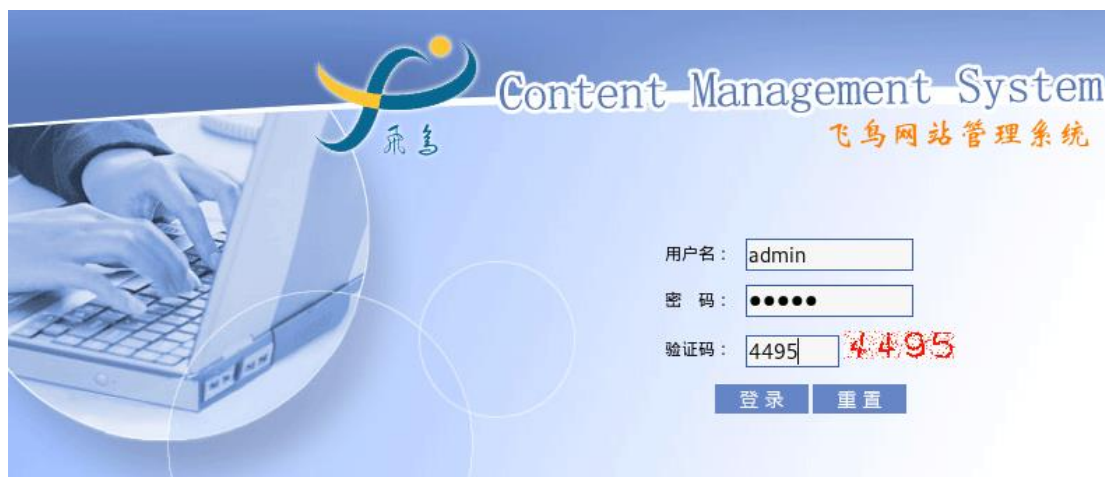 Content Management System
飛鸟
飞鸟网站管理系统
用户名： admin
密 码： ●●●●●
验证码： 4495 4495
登 录 重 置